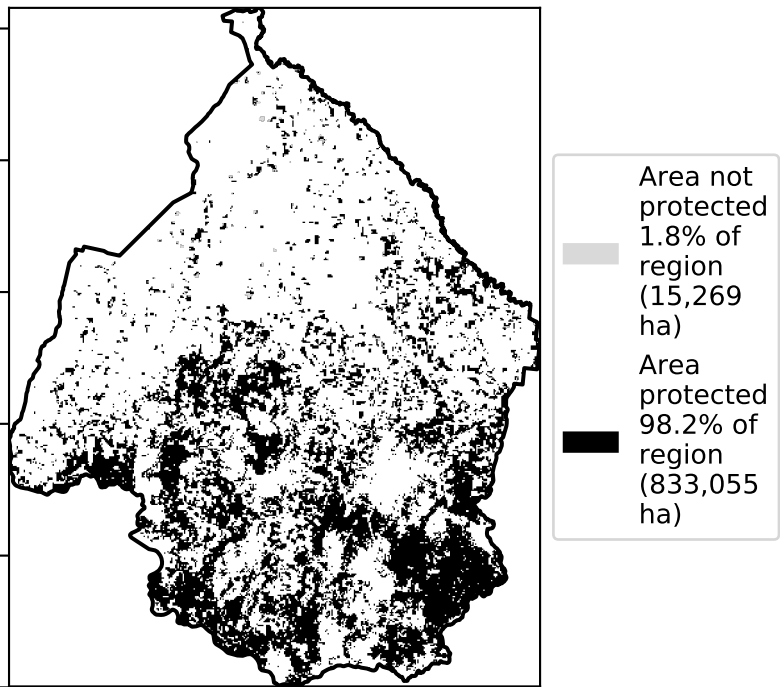 Area not
protected
1.8% of
region
(15,269
ha)
Area
protected
98.2% of
region
(833,055
ha)